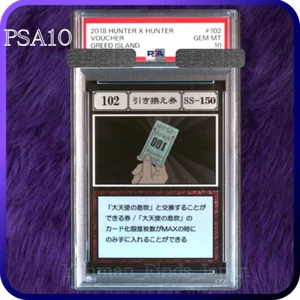 PSA10
2018 HUNTER X HUNTER #102
VOUCHER GEM MT
GREED ISLAND 10
PSA
102 引き換え券 SS-150
001
「大天使の息吹」と交換することが
できる券/「大天使の息吹」の
カード化限度枚数がMAXの時に
のみ手に入れることができる